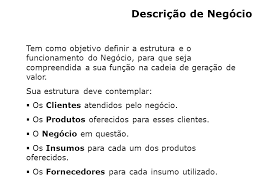 Descrição de Negócio
Tem como objetivo definir a estrutura e o
funcionamento do Negócio, para que seja
compreendida a sua função na cadeia de geração de
valor.
Sua estrutura deve contemplar:
• Os Clientes atendidos pelo negócio.
• Os Produtos oferecidos para esses clientes.
• O Negócio em questão.
• Os Insumos para cada um dos produtos
oferecidos.
• Os Fornecedores para cada insumo utilizado.